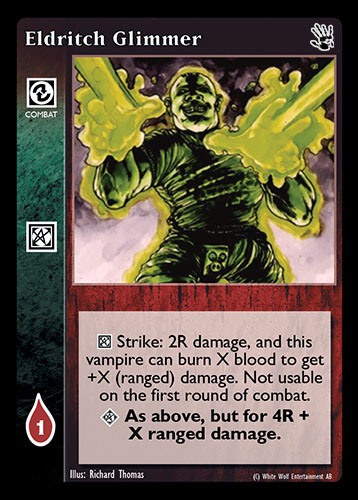 Eldritch Glimmer
COMBAT
Strike: 2R damage, and this
vampire can burn X blood to get
+X (ranged) damage. Not usable
on the first round of combat.
As above, but for 4R +
X ranged damage.
1
Illus: Richard Thomas
(C) White Wolf Entertainment AB